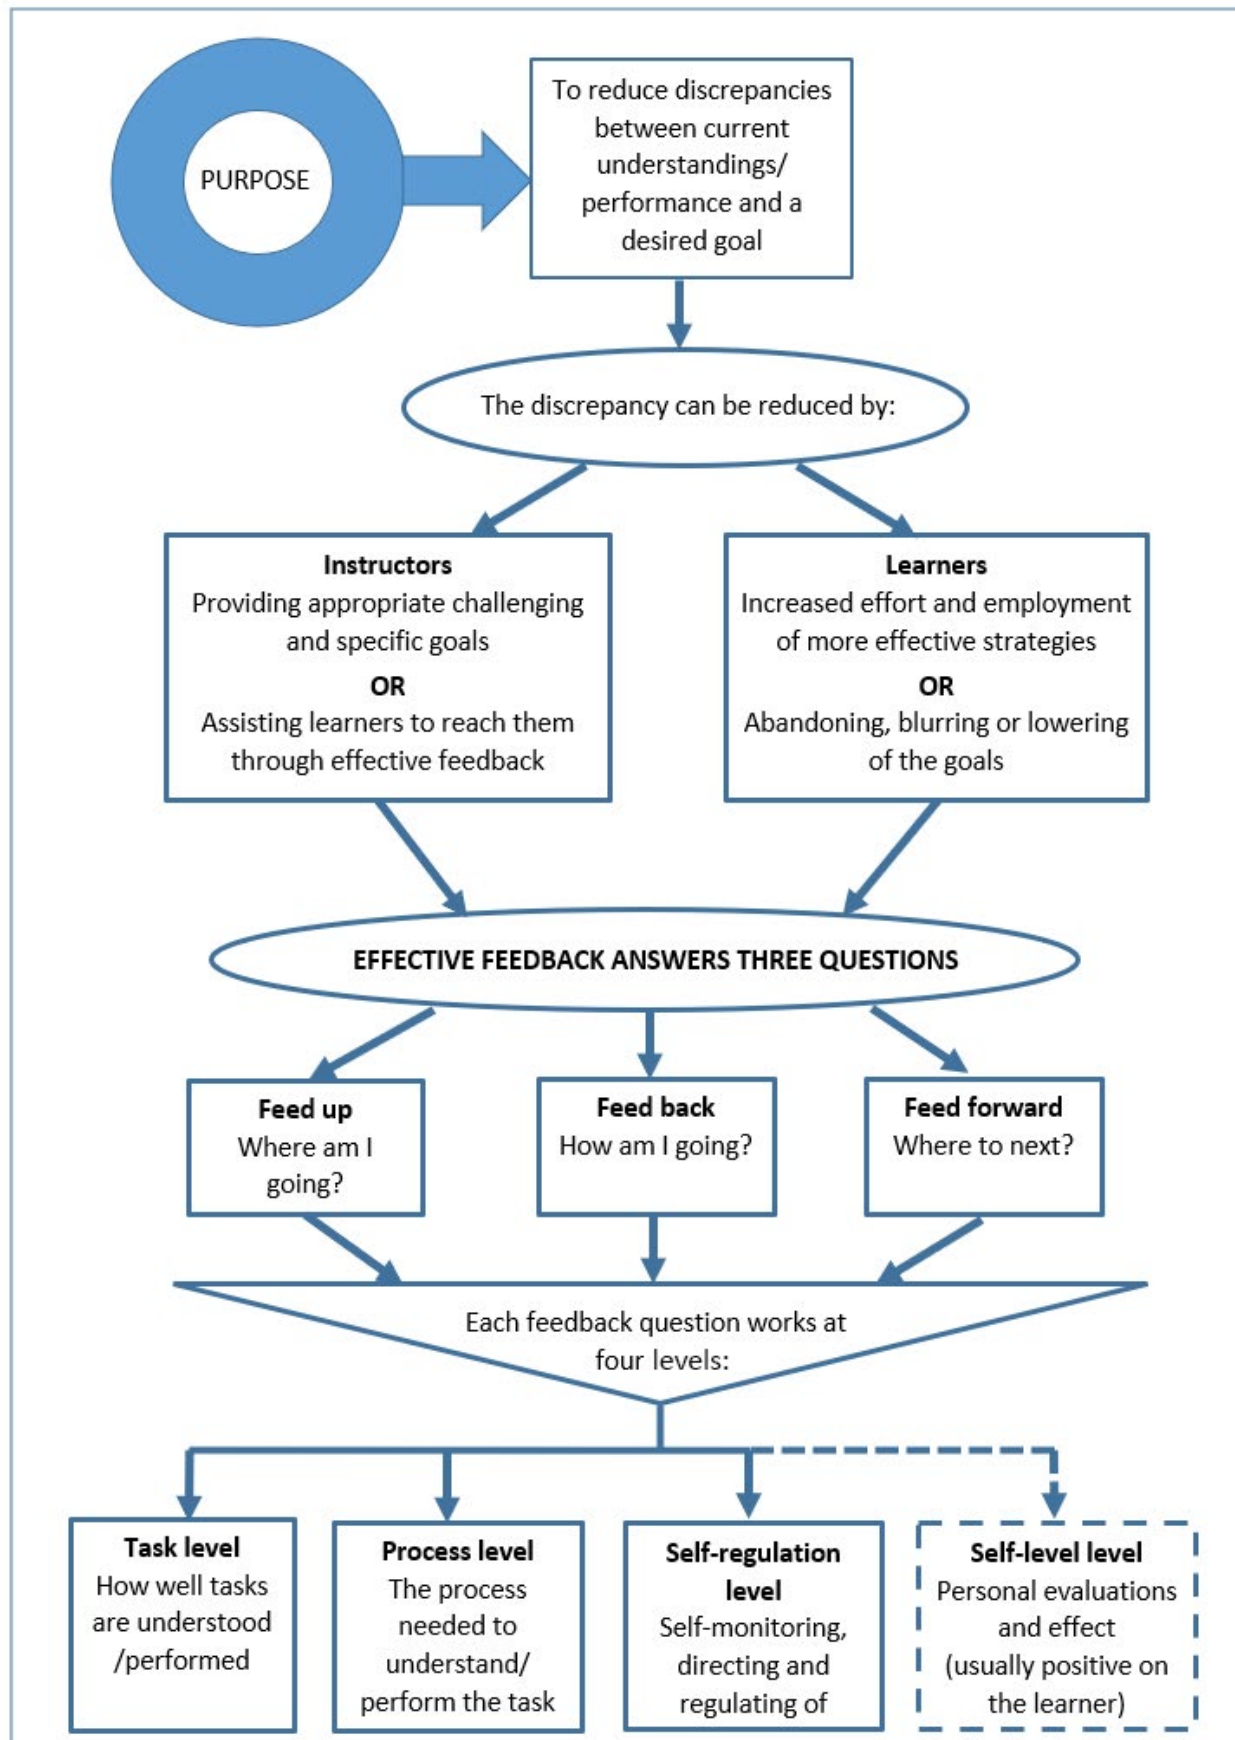 PURPOSE
To reduce discrepancies
between current
understandings/
performance and a
desired goal
The discrepancy can be reduced by:
Instructors
Providing appropriate challenging
and specific goals
OR
Assisting learners to reach them
through effective feedback
Learners
Increased effort and employment
of more effective strategies
OR
Abandoning, blurring or lowering
of the goals
EFFECTIVE FEEDBACK ANSWERS THREE QUESTIONS
Feed up
Where am I
going?
Feed back
How am I going?
Feed forward
Where to next?
Each feedback question works at
four levels:
Task level
How well tasks
are understood
/performed
Process level
The process
needed to
understand/
perform the task
Self-regulation
level
Self-monitoring,
directing and
regulating of
Self-level level
Personal evaluations
and effect
(usually positive on
the learner)